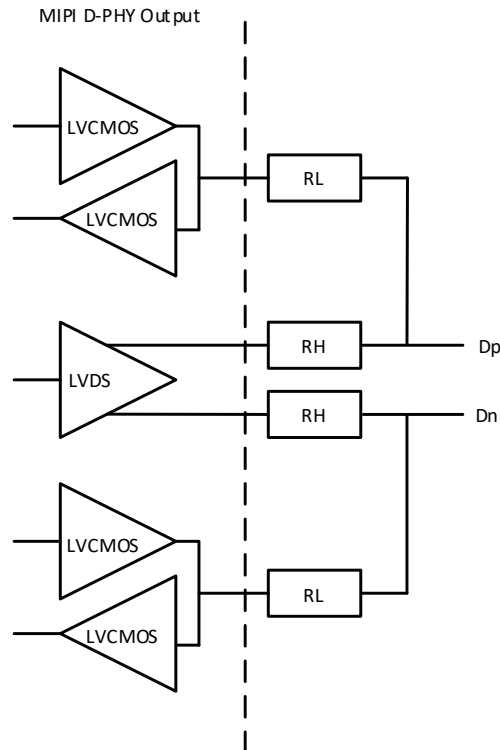 MIPI D-PHY Output
LVCMOS
RL
LVCMOS
RH
Dp
LVDS
RH
Dn
LVCMOS
RL
LVCMOS